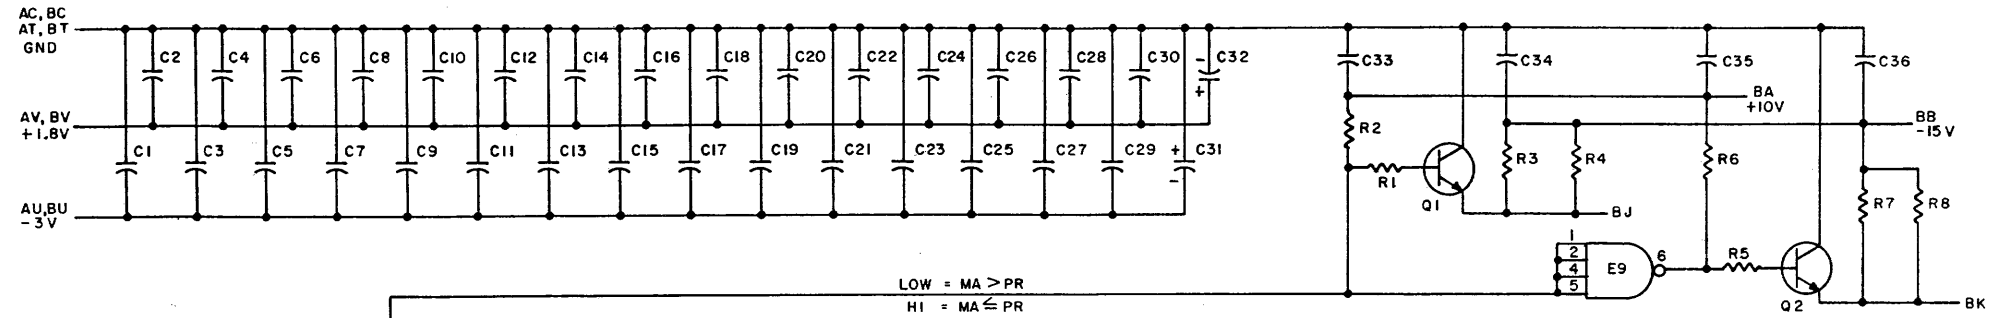 AC, BC
AT, BT
GND
C2 C4 C6 C8 C10 C12 C14 C16 C18 C20 C22 C24 C26 C28 C30 - C32 C33 C34 C35 C36
+
BA
+10V
AV, BV
+1.8V
BB
-15V
R2
C1 C3 C5 C7 C9 C11 C13 C15 C17 C19 C21 C23 C25 C27 C29 + C31
-
R3 R4 R6
R1
Q1
R7 R8
AU,BU
-3V
BJ
1
2
4
5
E9
6
R5
Q2
BK
LOW = MA > PR
HI = MA ≤ PR